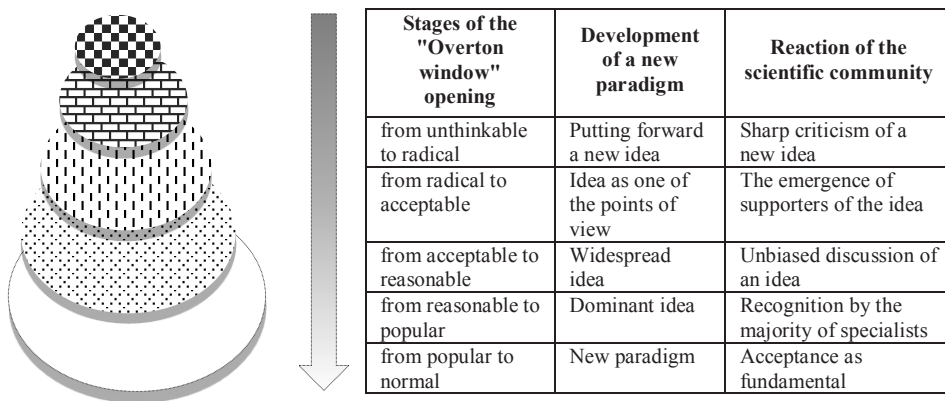 Stages of the
"Overton
window"
opening
Development
of a new
paradigm
Reaction of the
scientific community
from unthinkable
to radical
Putting forward
a new idea
Sharp criticism of a
new idea
from radical to
acceptable
Idea as one of
the points of
view
The emergence of
supporters of the idea
from acceptable to
reasonable
Widespread
idea
Unbiased discussion of
an idea
from reasonable to
popular
Dominant idea
Recognition by the
majority of specialists
from popular to
normal
New paradigm
Acceptance as
fundamental